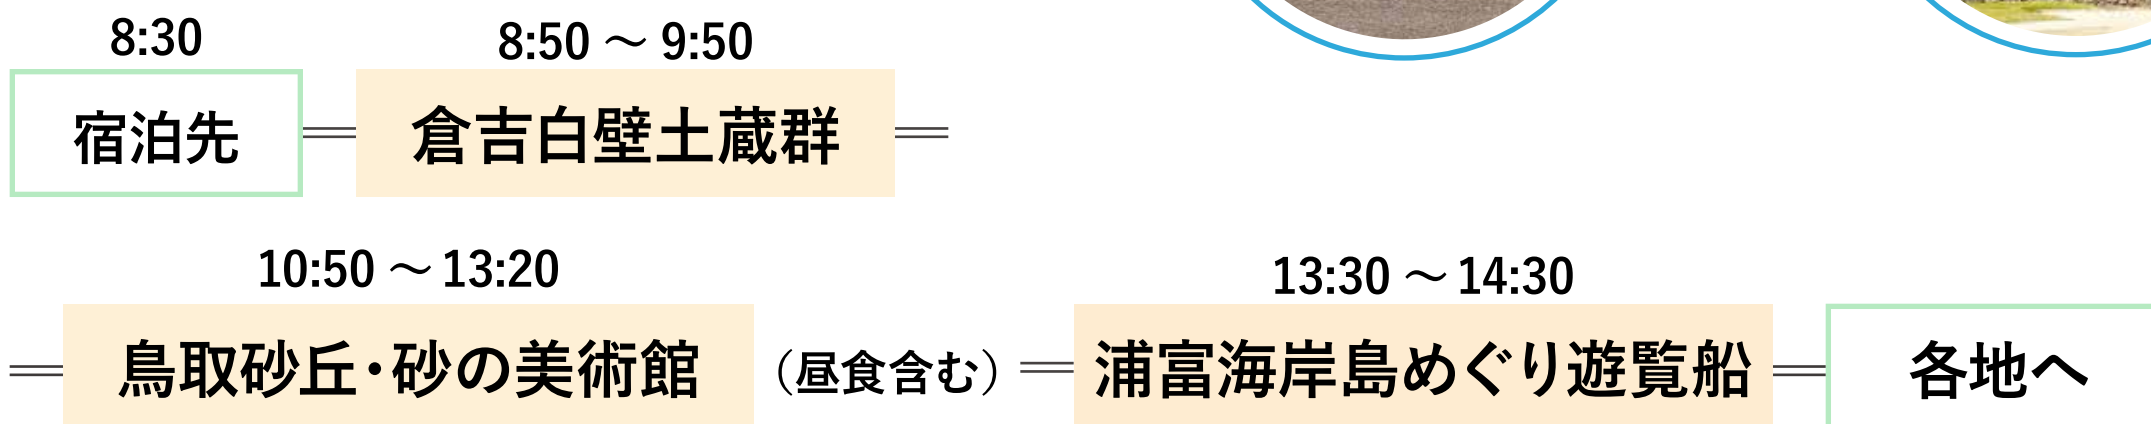 8:30
8:50 〜 9:50
宿泊先
倉吉白壁土蔵群
10:50 〜 13:20
13:30 〜 14:30
鳥取砂丘・砂の美術館
（昼食含む）
浦富海岸島めぐり遊覧船
各地へ